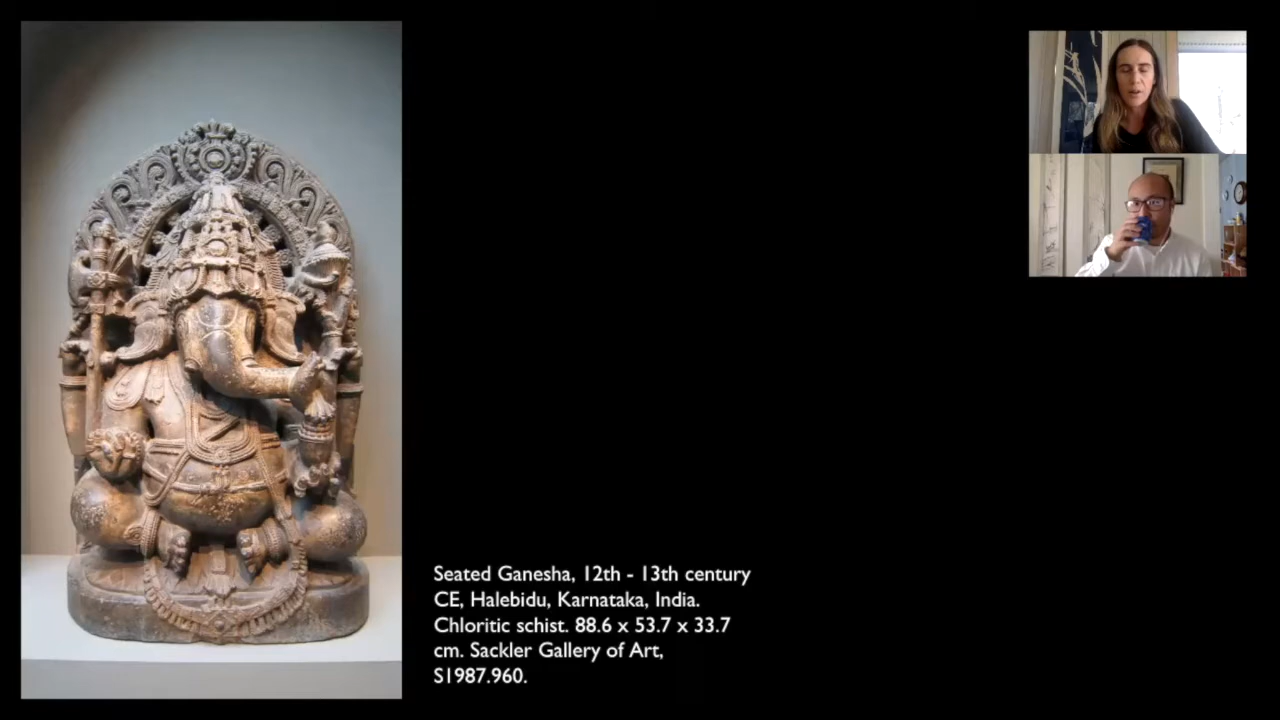 Seated Ganesha, 12th - 13th century
CE, Halebidu, Karnataka, India.
Chloritic schist. 88.6 x 53.7 x 33.7
cm. Sackler Gallery of Art,
S1987.960.